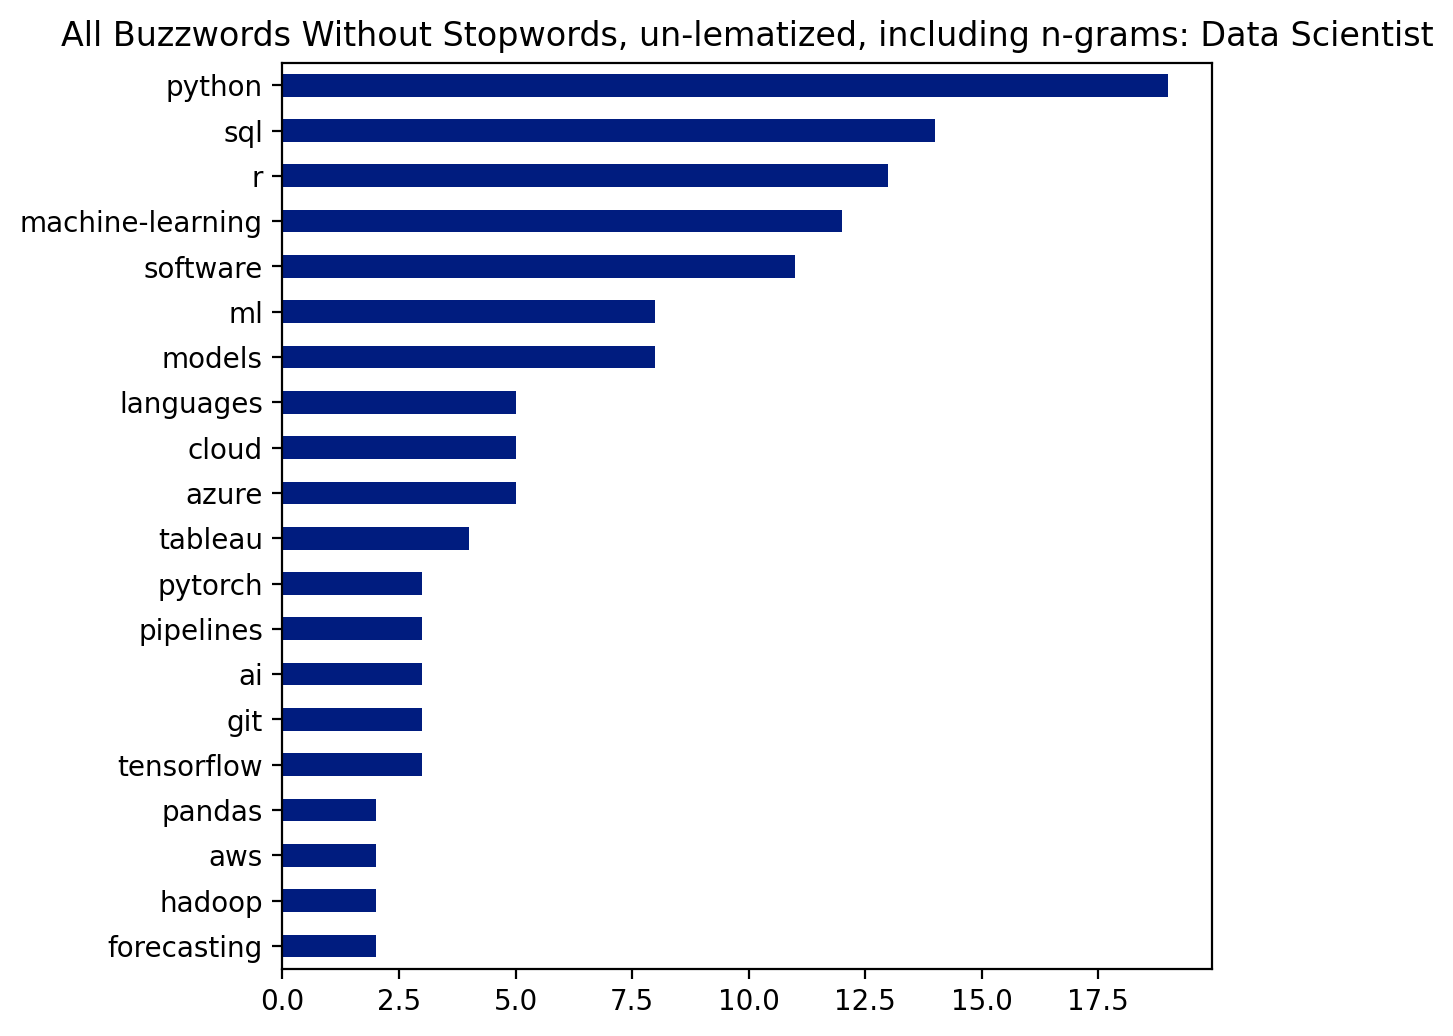 All Buzzwords Without Stopwords, un-lematized, including n-grams: Data Scientist
python
sql
r
machine-learning
software
ml
models
languages
cloud
azure
tableau
pytorch
pipelines
ai
git
tensorflow
pandas
aws
hadoop
forecasting
0.0 2.5 5.0 7.5 10.0 12.5 15.0 17.5